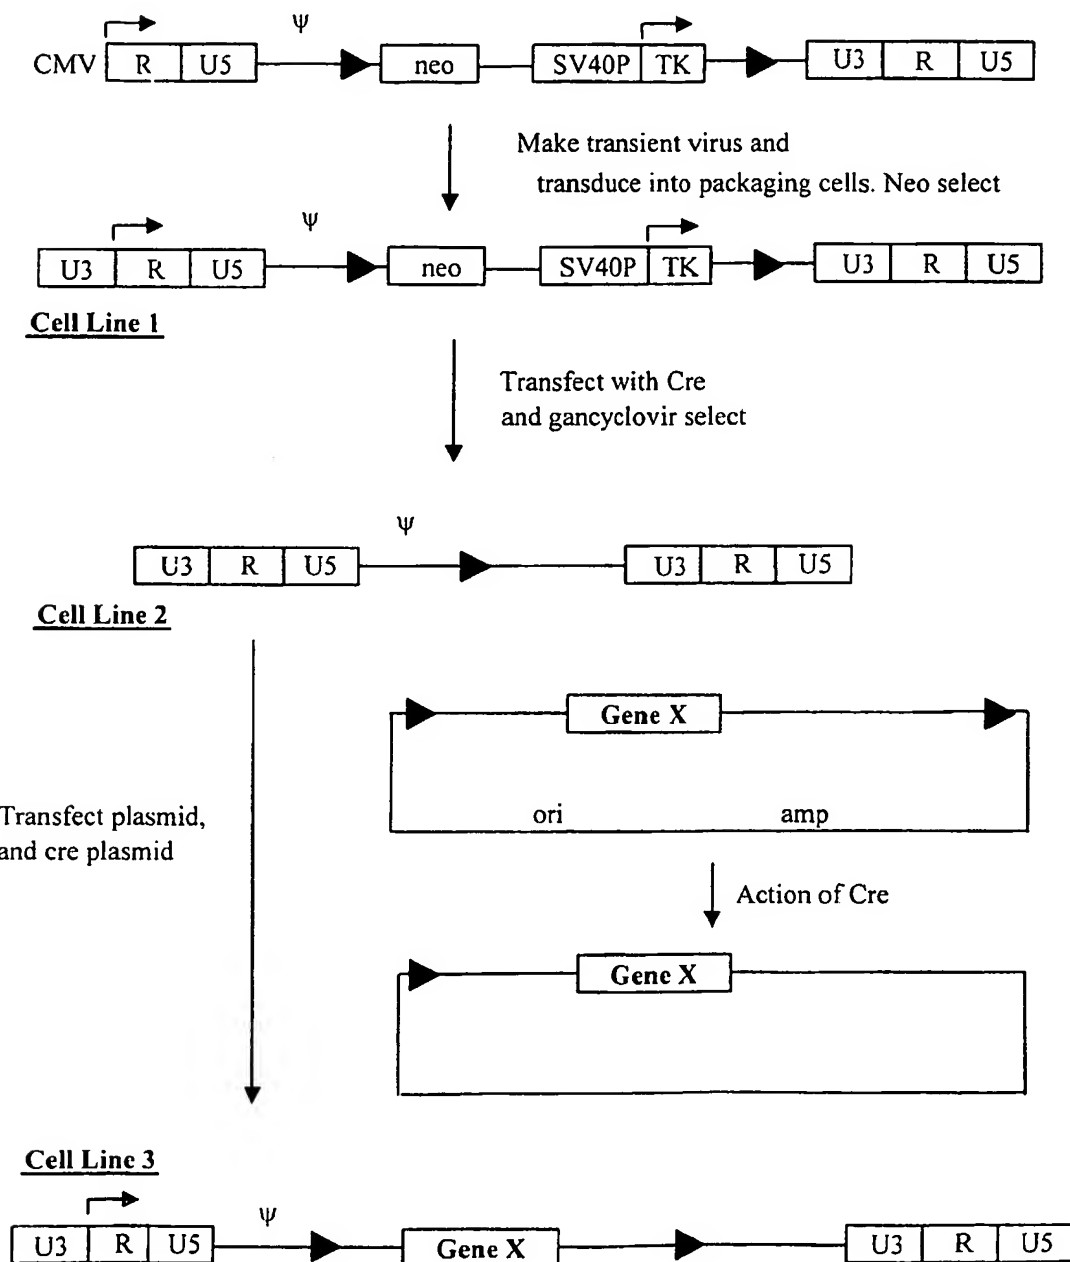 ψ
CMV R U5 neo SV40P TK U3 R U5
Make transient virus and
transduce into packaging cells. Neo select
ψ
U3 R U5 neo SV40P TK U3 R U5
Cell Line 1
Transfect with Cre
and gancyclovir select
ψ
U3 R U5 U3 R U5
Cell Line 2
Gene X
ori amp
Transfect plasmid,
and cre plasmid
Action of Cre
Gene X
Cell Line 3
ψ
U3 R U5 Gene X U3 R U5